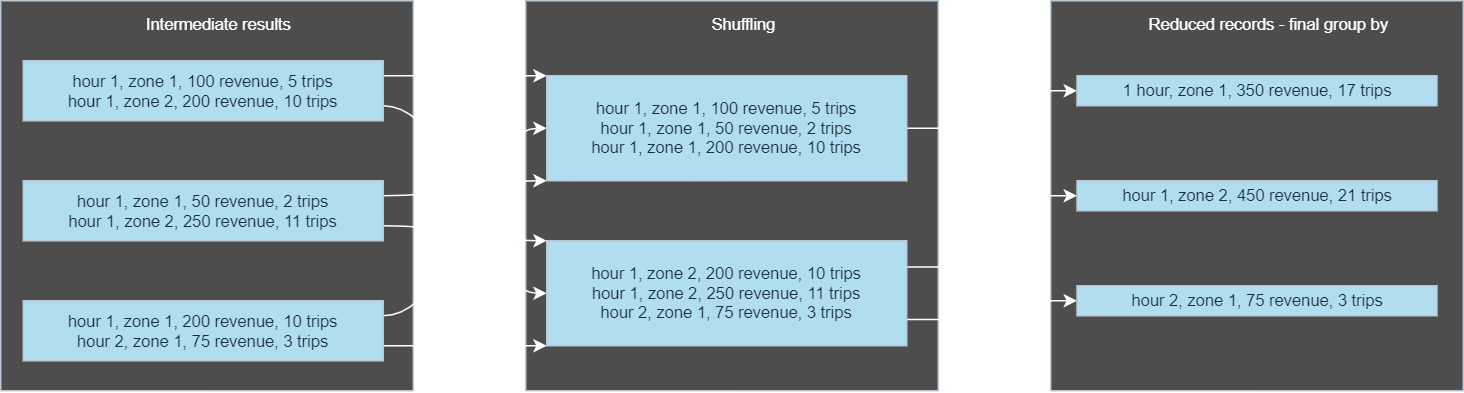 Intermediate results
hour 1, zone 1, 100 revenue, 5 trips
hour 1, zone 2, 200 revenue, 10 trips
hour 1, zone 1, 50 revenue, 2 trips
hour 1, zone 2, 250 revenue, 11 trips
hour 1, zone 1, 200 revenue, 10 trips
hour 2, zone 1, 75 revenue, 3 trips
Shuffling
hour 1, zone 1, 100 revenue, 5 trips
hour 1, zone 1, 50 revenue, 2 trips
hour 1, zone 1, 200 revenue, 10 trips
hour 1, zone 2, 200 revenue, 10 trips
hour 1, zone 2, 250 revenue, 11 trips
hour 2, zone 1, 75 revenue, 3 trips
Reduced records - final group by
1 hour, zone 1, 350 revenue, 17 trips
hour 1, zone 2, 450 revenue, 21 trips
hour 2, zone 1, 75 revenue, 3 trips